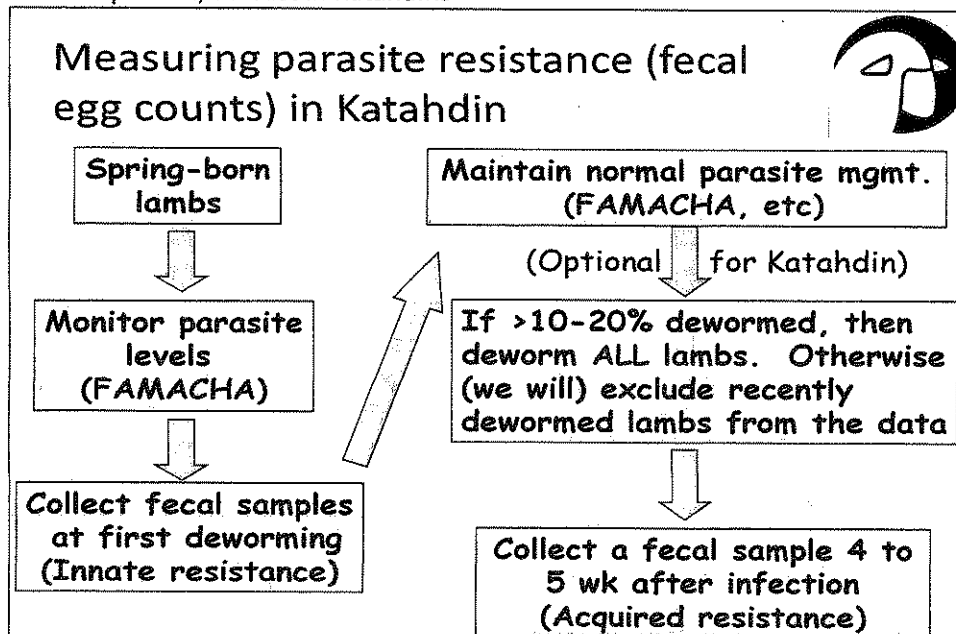 Measuring parasite resistance (fecal
egg counts) in Katahdin
Spring-born
lambs
Monitor parasite
levels
(FAMACHA)
Collect fecal samples
at first deworming
(Innate resistance)
Maintain normal parasite mgmt.
(FAMACHA, etc)
(Optional for Katahdin)
If >10-20% dewormed, then
deworm ALL lambs. Otherwise
(we will) exclude recently
dewormed lambs from the data
Collect a fecal sample 4 to
5 wk after infection
(Acquired resistance)